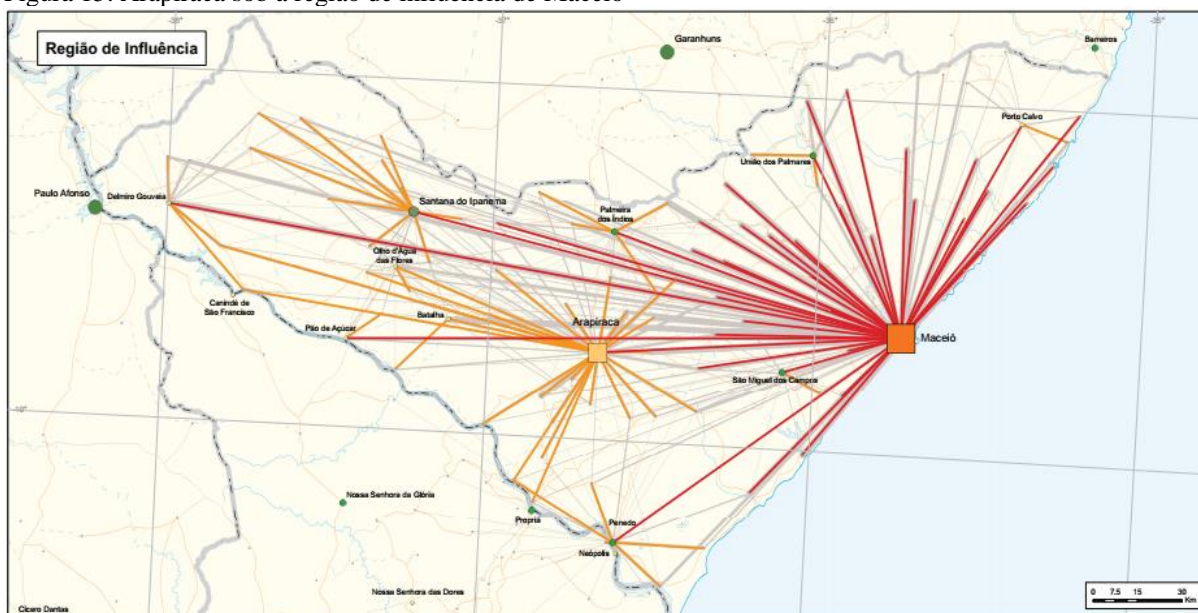 Figura 15: Arapiraca sob a região de influência de Maceió
Região de Influência
Garanhuns
Barreiros
Porto Calvo
União dos Palmares
Paulo Afonso
Delmiro Gouveia
Santana do Ipanema
Palmeira
dos Índios
Olho d'Água
das Flores
Canindé de
São Francisco
Pão de Açúcar
Batalha
Arapiraca
Maceió
São Miguel dos Campos
Nossa Senhora da Glória
Propriá
Penedo
Neópolis
Nossa Senhora das Dores
Cícero Dantas
0 7.5 15 30
Km